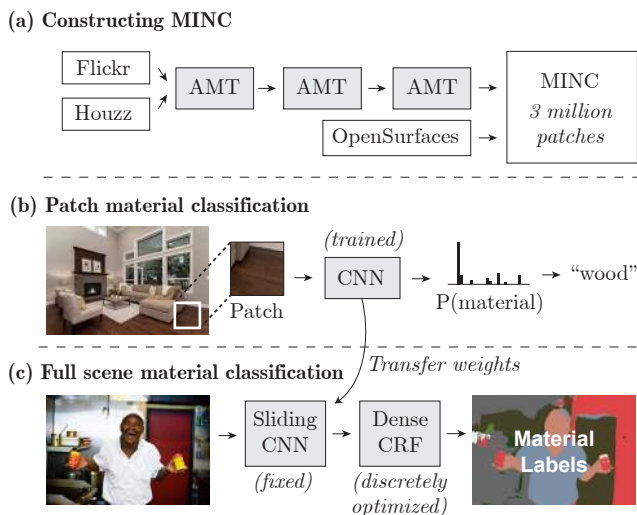 (a) Constructing MINC
Flickr
Houzz
AMT
AMT
AMT
OpenSurfaces
MINC
3 million
patches
(b) Patch material classification
Patch
(trained)
CNN
P(material)
“wood”
Transfer weights
(c) Full scene material classification
Sliding
CNN
(fixed)
Dense
CRF
(discretely
optimized)
Material
Labels